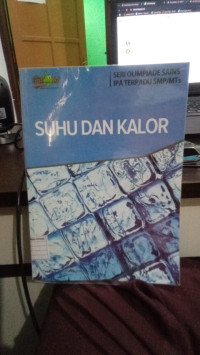 SERI OLIMPIADE SAINS
IPA TERPADU SMP/MTs
SUHU DAN KALOR